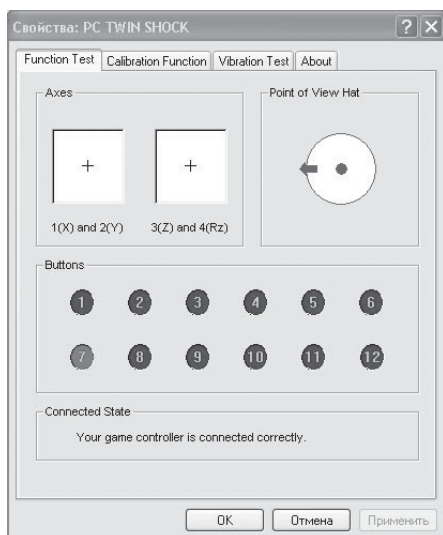 Свойства: PC TWIN SHOCK
Function Test Calibration Function Vibration Test About
Axes
Point of View Hat
1(X) and 2(Y) 3(Z) and 4(Rz)
Buttons
1 2 3 4 5 6
7 8 9 10 11 12
Connected State
Your game controller is connected correctly.
OK Отмена Применить